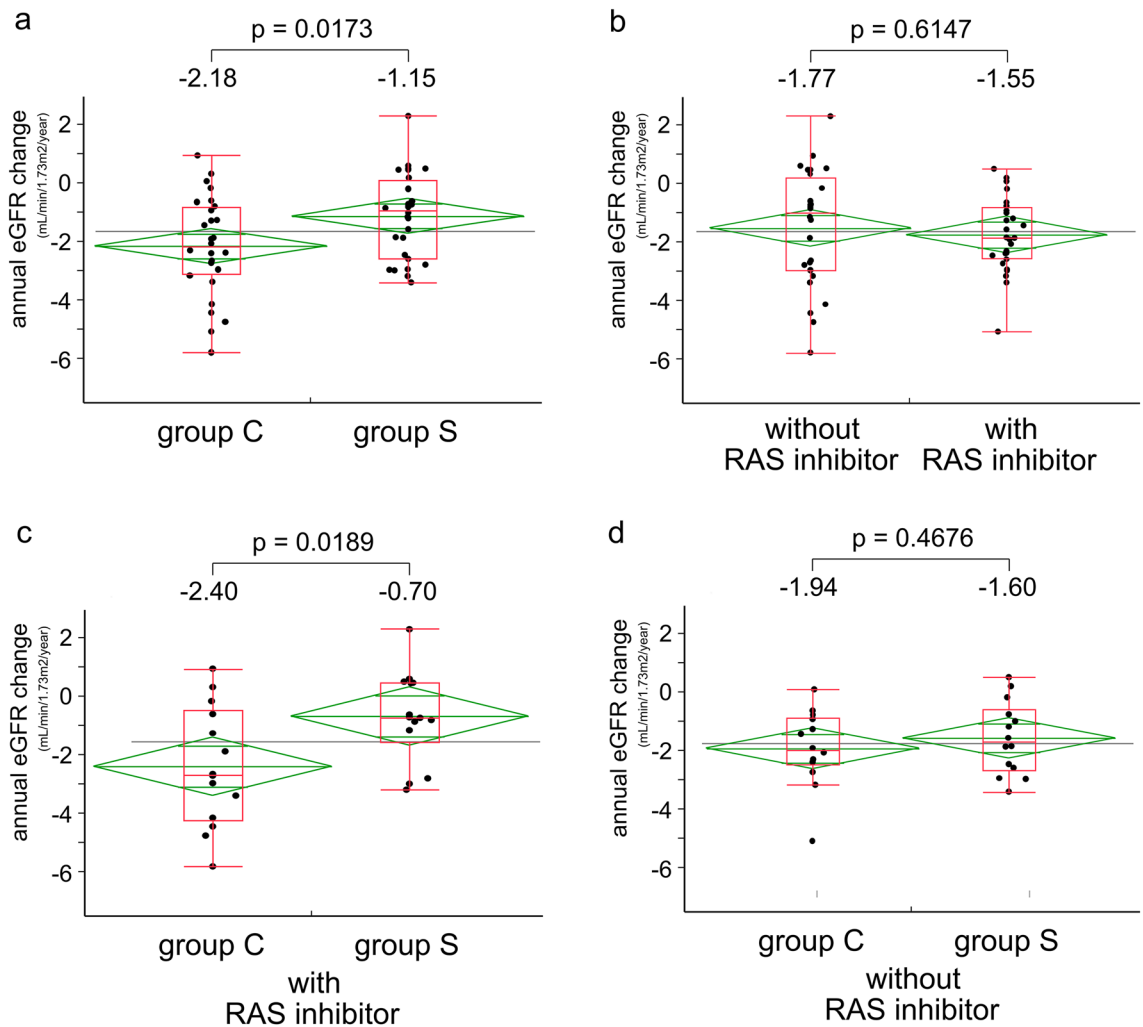 a
p = 0.0173
-2.18
-1.15
annual eGFR change
(mL/min/1.73m2/year)
2
0
-2
-4
-6
group C
group S
b
p = 0.6147
-1.77
-1.55
annual eGFR change
(mL/min/1.73m2/year)
2
0
-2
-4
-6
without
RAS inhibitor
with
RAS inhibitor
c
p = 0.0189
-2.40
-0.70
annual eGFR change
(mL/min/1.73m2/year)
2
0
-2
-4
-6
group C
group S
with
RAS inhibitor
d
p = 0.4676
-1.94
-1.60
annual eGFR change
(mL/min/1.73m2/year)
2
0
-2
-4
-6
group C
group S
without
RAS inhibitor